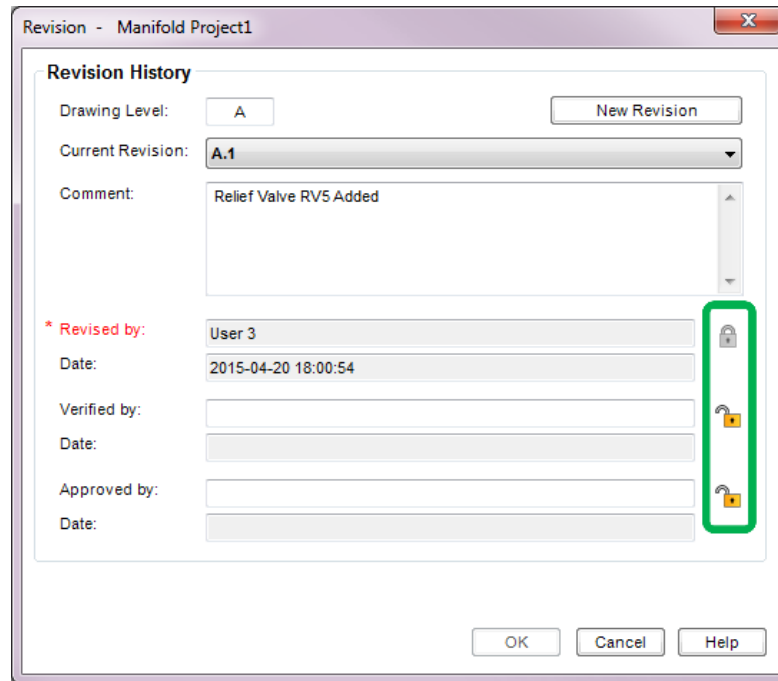 Revision - Manifold Project1
Revision History
Drawing Level: A New Revision
Current Revision: A.1
Comment: Relief Valve RV5 Added
* Revised by: User 3
Date: 2015-04-20 18:00:54
Verified by:
Date:
Approved by:
Date:
OK Cancel Help